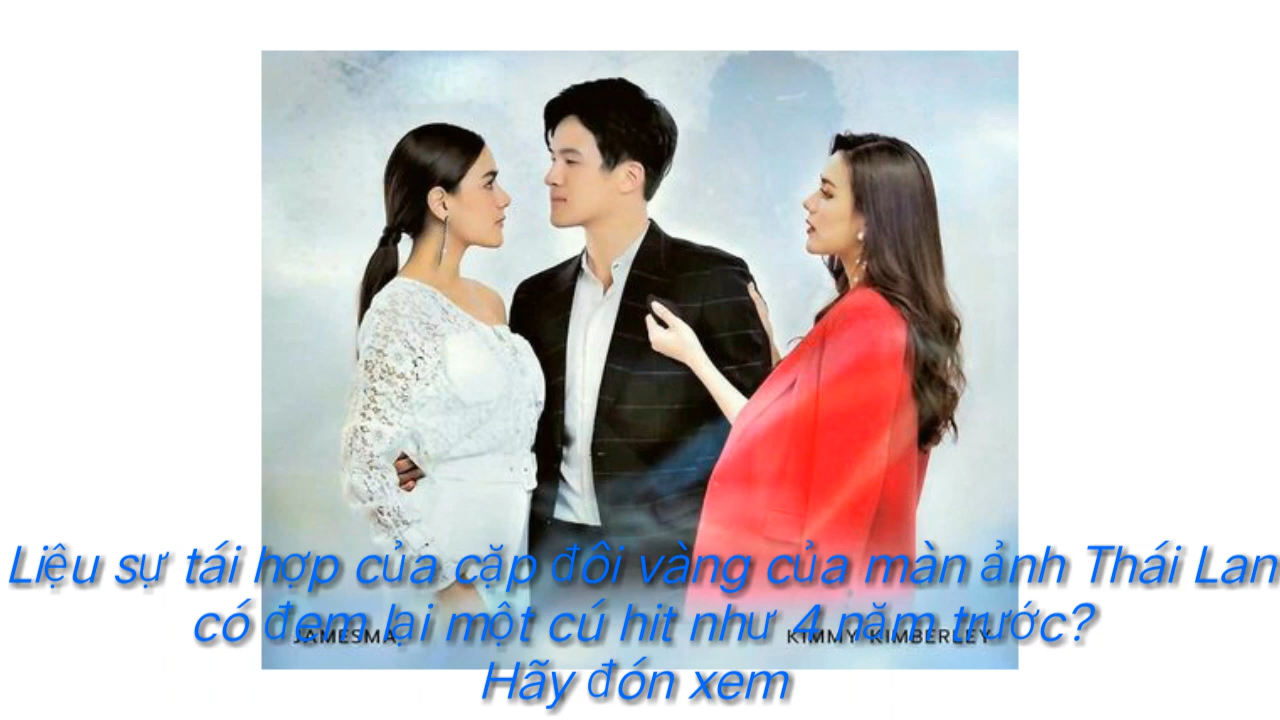 Liệu sự tái hợp của cặp đôi vàng của màn ảnh Thái Lan
có đem lại một cú hit như 4 năm trước?
JAMESMA KIMMY KIMBERLEY
Hãy đón xem